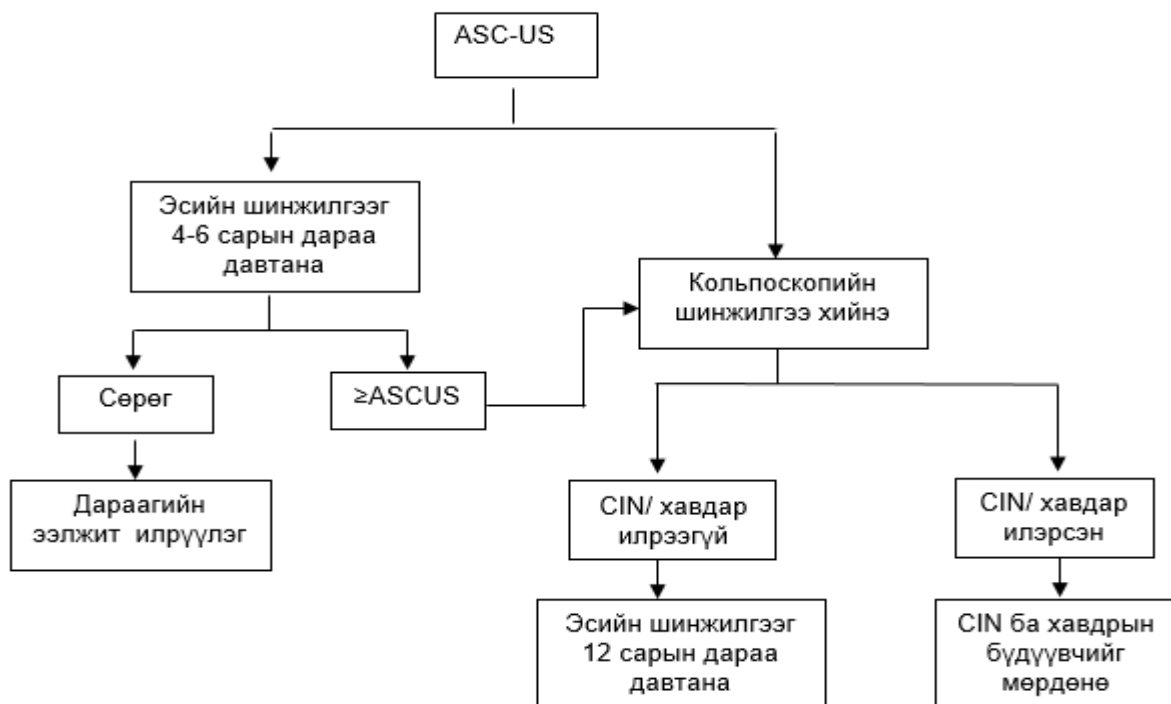 ASC-US
Эсийн шинжилгээг
4-6 сарын дараа
давтана
Кольпоскопийн
шинжилгээ хийнэ
Сөрөг
≥ASCUS
Дараагийн
ээлжит илрүүлэг
CIN/ хавдар
илрээгүй
CIN/ хавдар
илэрсэн
Эсийн шинжилгээг
12 сарын дараа
давтана
CIN ба хавдрын
бүдүүвчийг
мөрдөнө